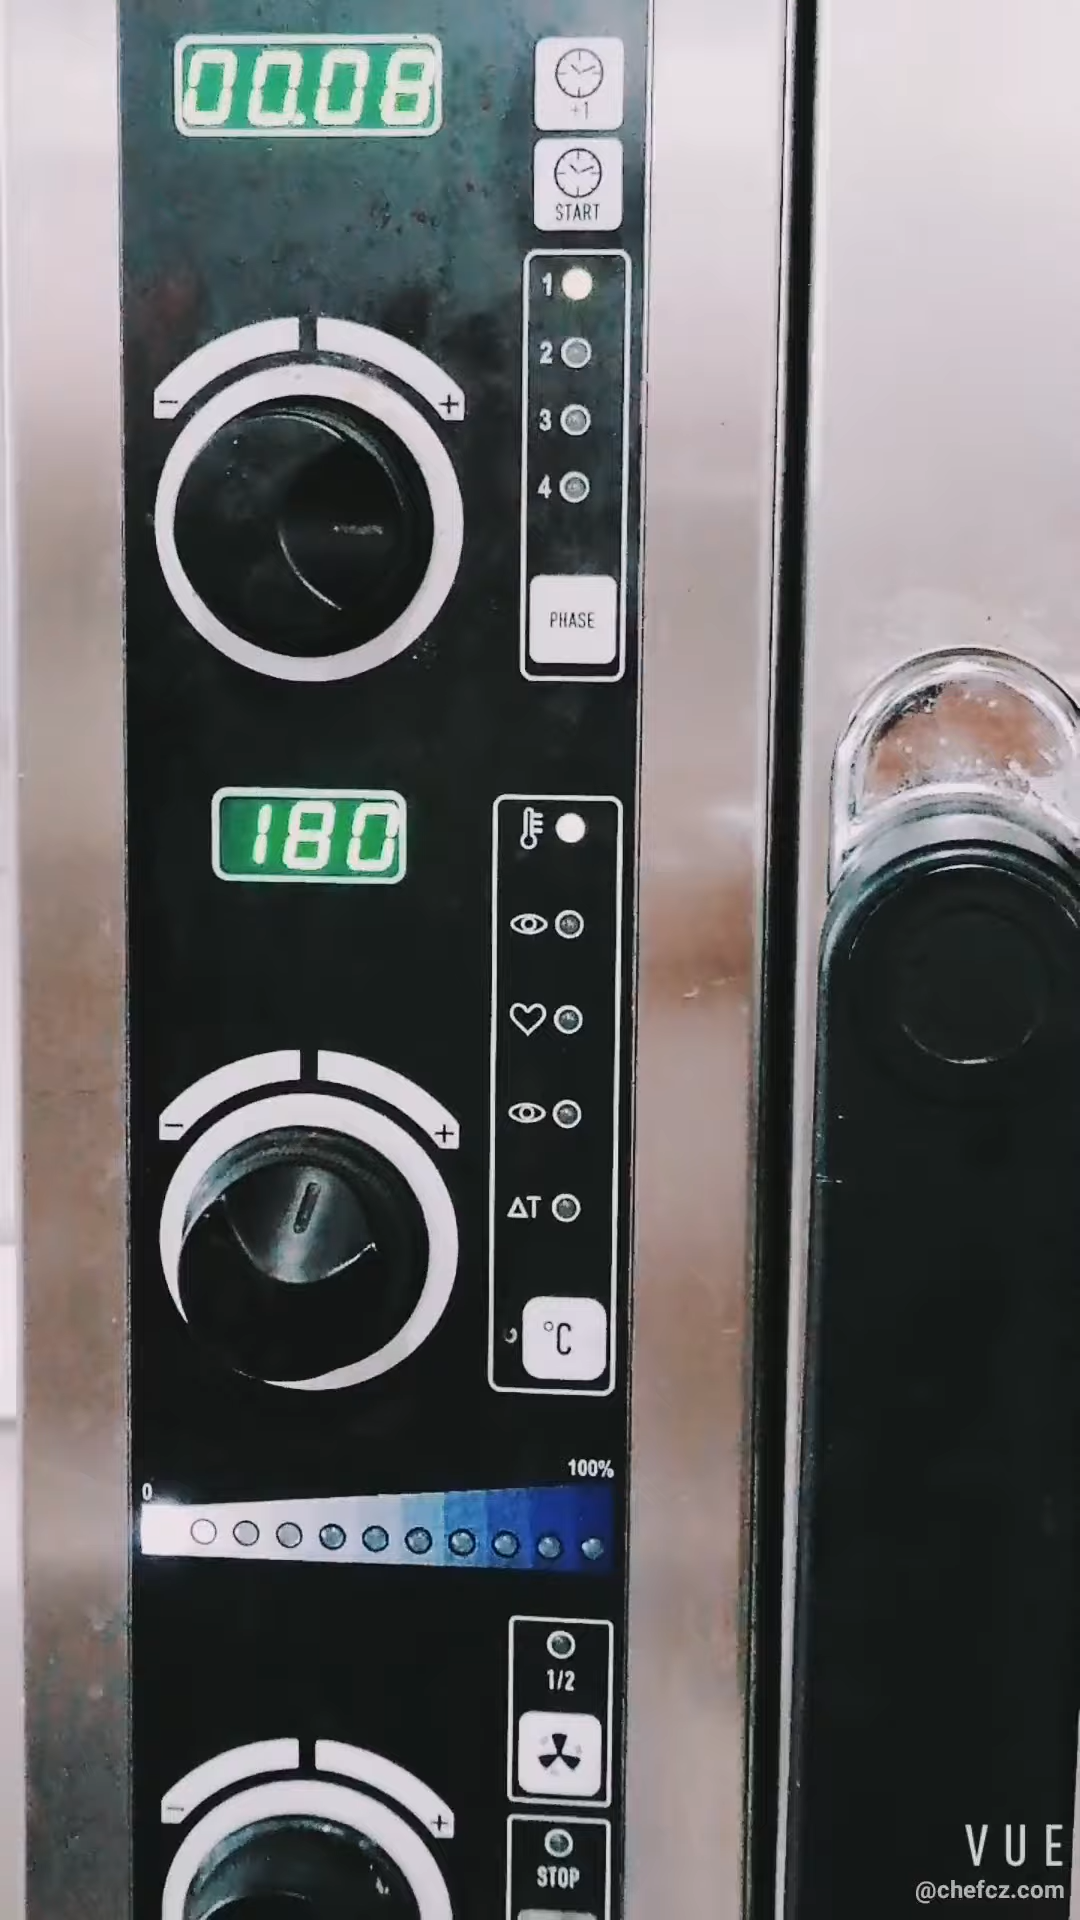 00.08
+1
START
1
2
3
4
PHASE
− +
180
ΔT
°C
− +
0 100%
1/2
− +
STOP
VUE
@chefcz.com